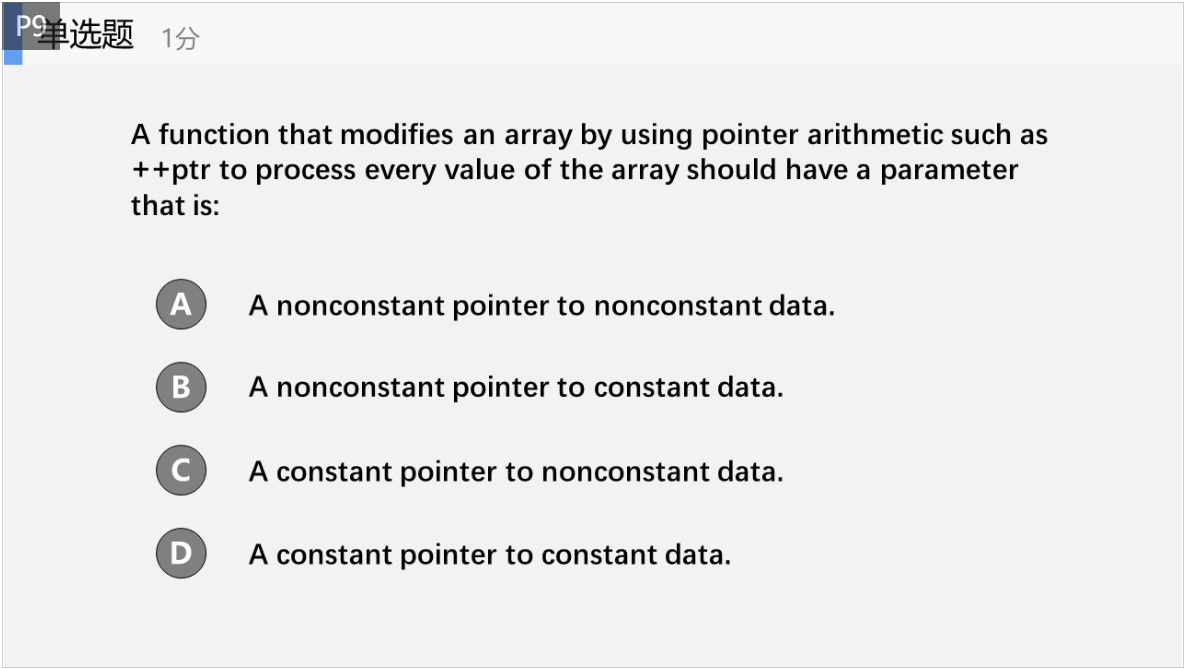 P9
单选题 1分
A function that modifies an array by using pointer arithmetic such as
++ptr to process every value of the array should have a parameter
that is:
A A nonconstant pointer to nonconstant data.
B A nonconstant pointer to constant data.
C A constant pointer to nonconstant data.
D A constant pointer to constant data.